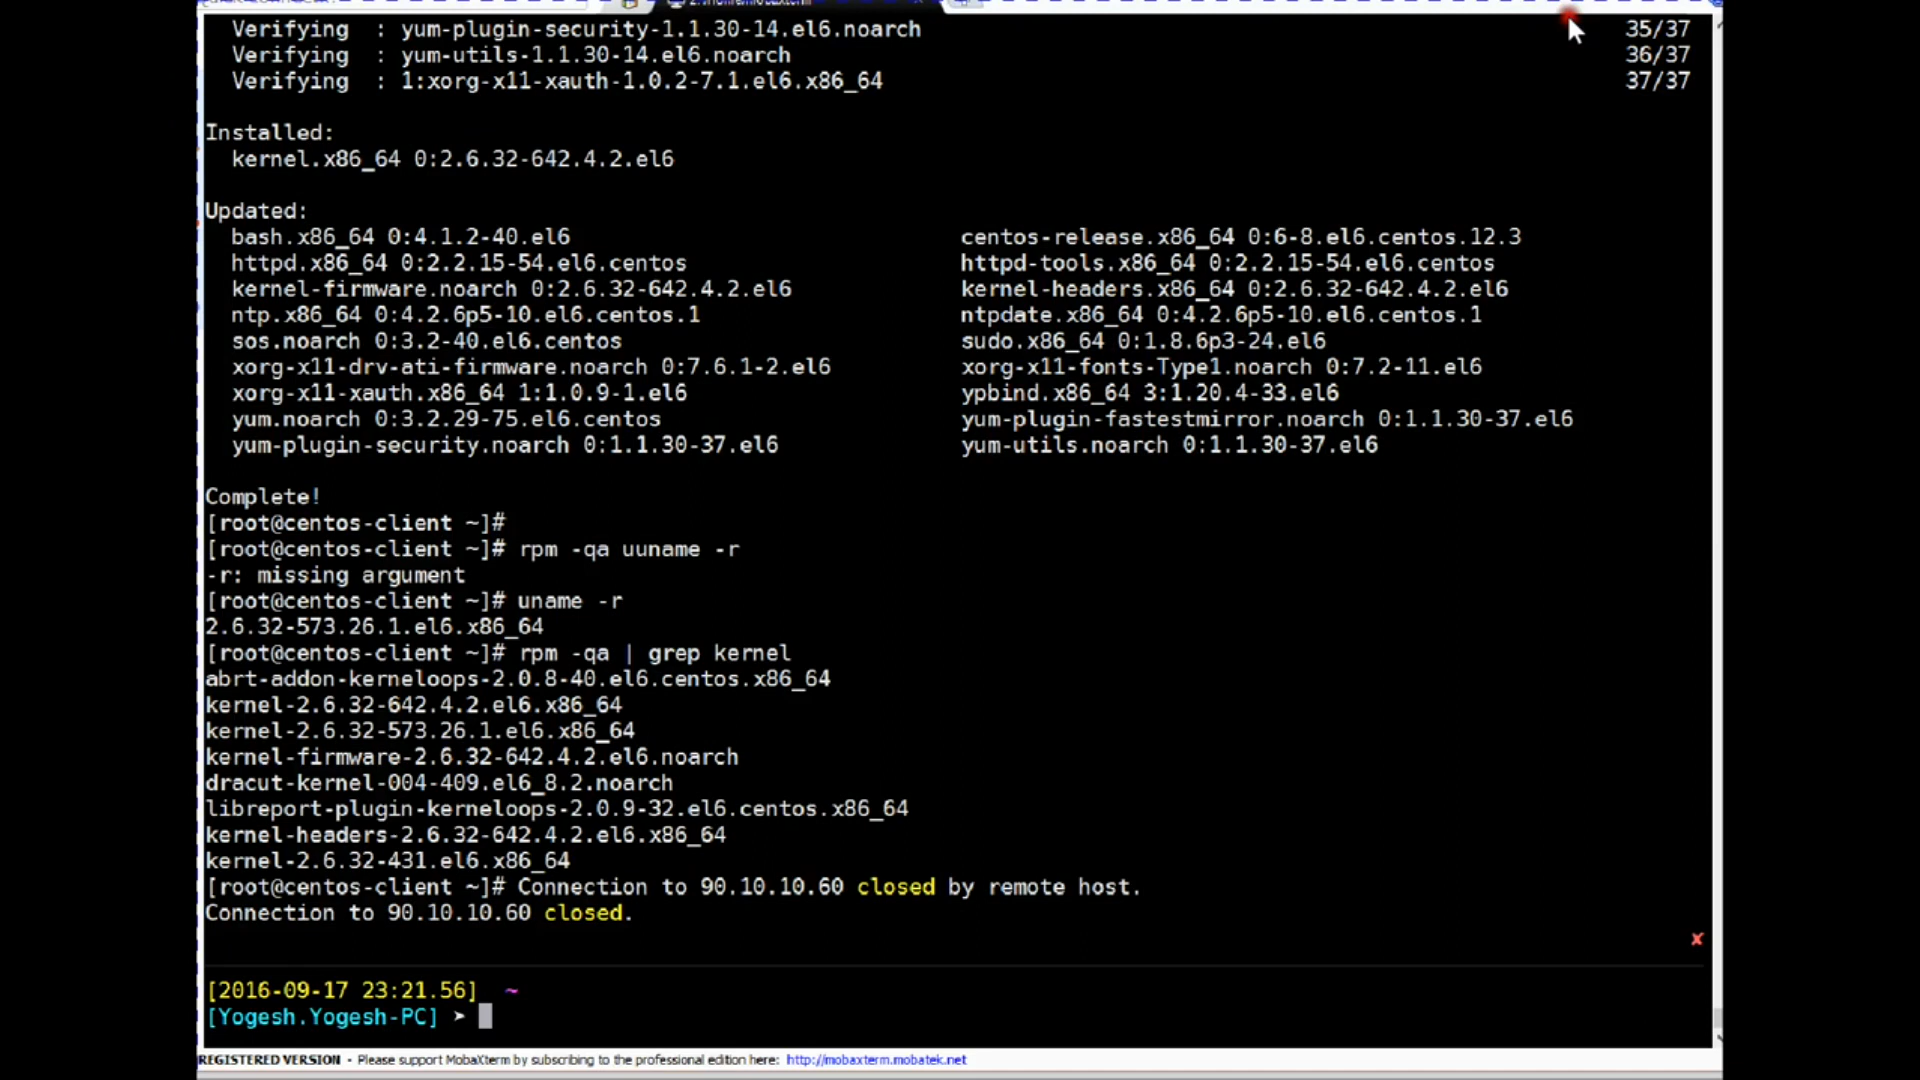 Verifying  : yum-plugin-security-1.1.30-14.el6.noarch 35/37
Verifying  : yum-utils-1.1.30-14.el6.noarch 36/37
Verifying  : 1:xorg-x11-xauth-1.0.2-7.1.el6.x86_64 37/37
Installed:
kernel.x86_64 0:2.6.32-642.4.2.el6
Updated:
bash.x86_64 0:4.1.2-40.el6 centos-release.x86_64 0:6-8.el6.centos.12.3
httpd.x86_64 0:2.2.15-54.el6.centos httpd-tools.x86_64 0:2.2.15-54.el6.centos
kernel-firmware.noarch 0:2.6.32-642.4.2.el6 kernel-headers.x86_64 0:2.6.32-642.4.2.el6
ntp.x86_64 0:4.2.6p5-10.el6.centos.1 ntpdate.x86_64 0:4.2.6p5-10.el6.centos.1
sos.noarch 0:3.2-40.el6.centos sudo.x86_64 0:1.8.6p3-24.el6
xorg-x11-drv-ati-firmware.noarch 0:7.6.1-2.el6 xorg-x11-fonts-Type1.noarch 0:7.2-11.el6
xorg-x11-xauth.x86_64 1:1.0.9-1.el6 ypbind.x86_64 3:1.20.4-33.el6
yum.noarch 0:3.2.29-75.el6.centos yum-plugin-fastestmirror.noarch 0:1.1.30-37.el6
yum-plugin-security.noarch 0:1.1.30-37.el6 yum-utils.noarch 0:1.1.30-37.el6
Complete!
[root@centos-client ~]#
[root@centos-client ~]# rpm -qa uuname -r
-r: missing argument
[root@centos-client ~]# uname -r
2.6.32-573.26.1.el6.x86_64
[root@centos-client ~]# rpm -qa | grep kernel
abrt-addon-kerneloops-2.0.8-40.el6.centos.x86_64
kernel-2.6.32-642.4.2.el6.x86_64
kernel-2.6.32-573.26.1.el6.x86_64
kernel-firmware-2.6.32-642.4.2.el6.noarch
dracut-kernel-004-409.el6_8.2.noarch
libreport-plugin-kerneloops-2.0.9-32.el6.centos.x86_64
kernel-headers-2.6.32-642.4.2.el6.x86_64
kernel-2.6.32-431.el6.x86_64
[root@centos-client ~]# Connection to 90.10.10.60 closed by remote host.
Connection to 90.10.10.60 closed.
[2016-09-17 23:21.56]  ~
[Yogesh.Yogesh-PC] ➤
REGISTERED VERSION - Please support MobaXterm by subscribing to the professional edition here: http://mobaxterm.mobatek.net